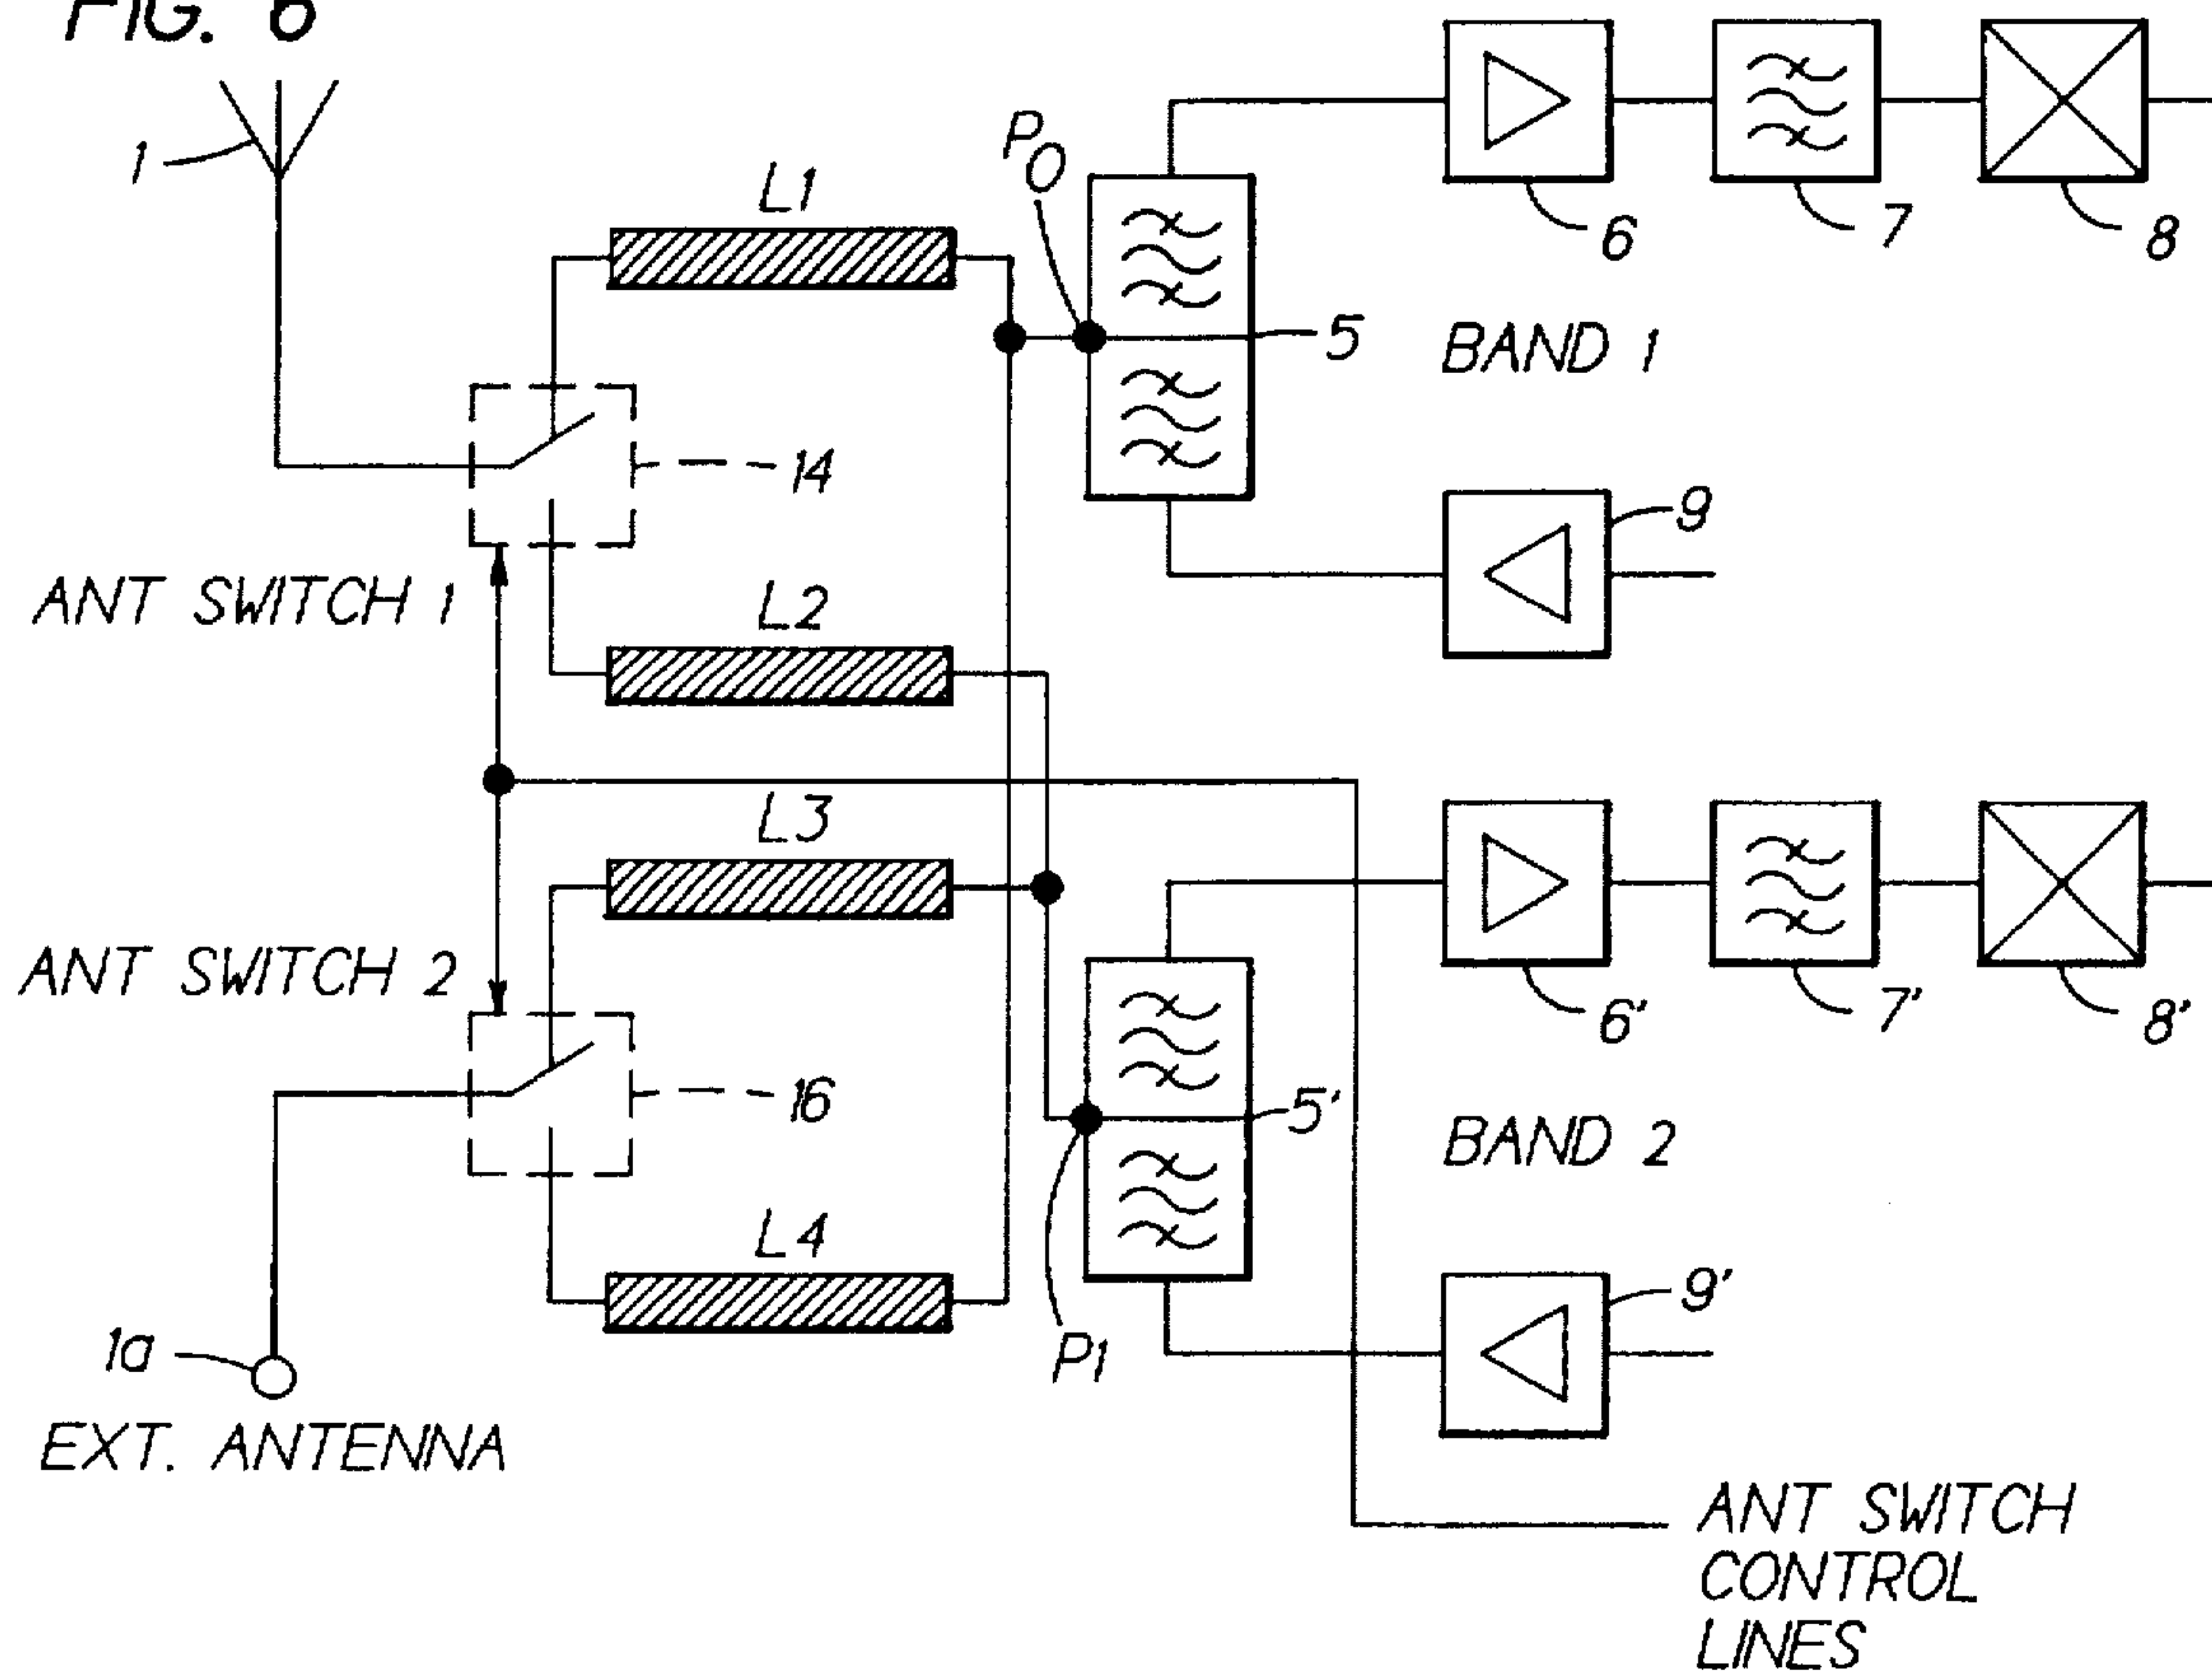 FIG. 6
1
L1
P0
5
6
7
8
BAND 1
14
9
ANT SWITCH 1
L2
L3
ANT SWITCH 2
16
5'
6'
7'
8'
BAND 2
L4
9'
1a
P1
EXT. ANTENNA
ANT SWITCH
CONTROL
LINES